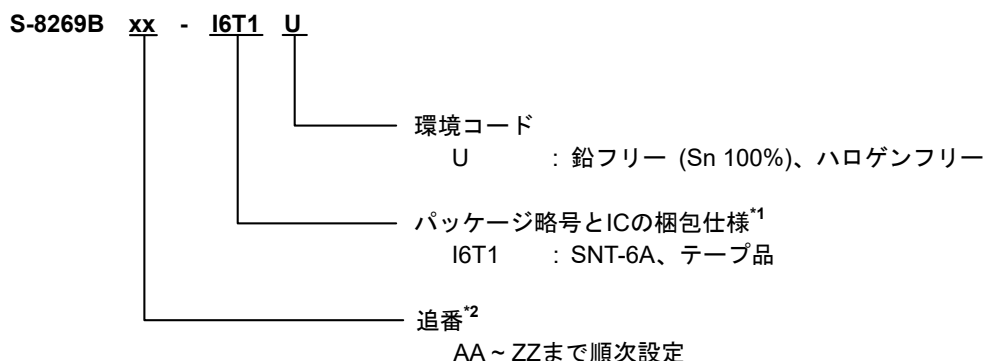 S-8269B xx - I6T1 U
環境コード
U : 鉛フリー (Sn 100%)、ハロゲンフリー
パッケージ略号とICの梱包仕様*1
I6T1 : SNT-6A、テープ品
追番*2
AA ~ ZZまで順次設定